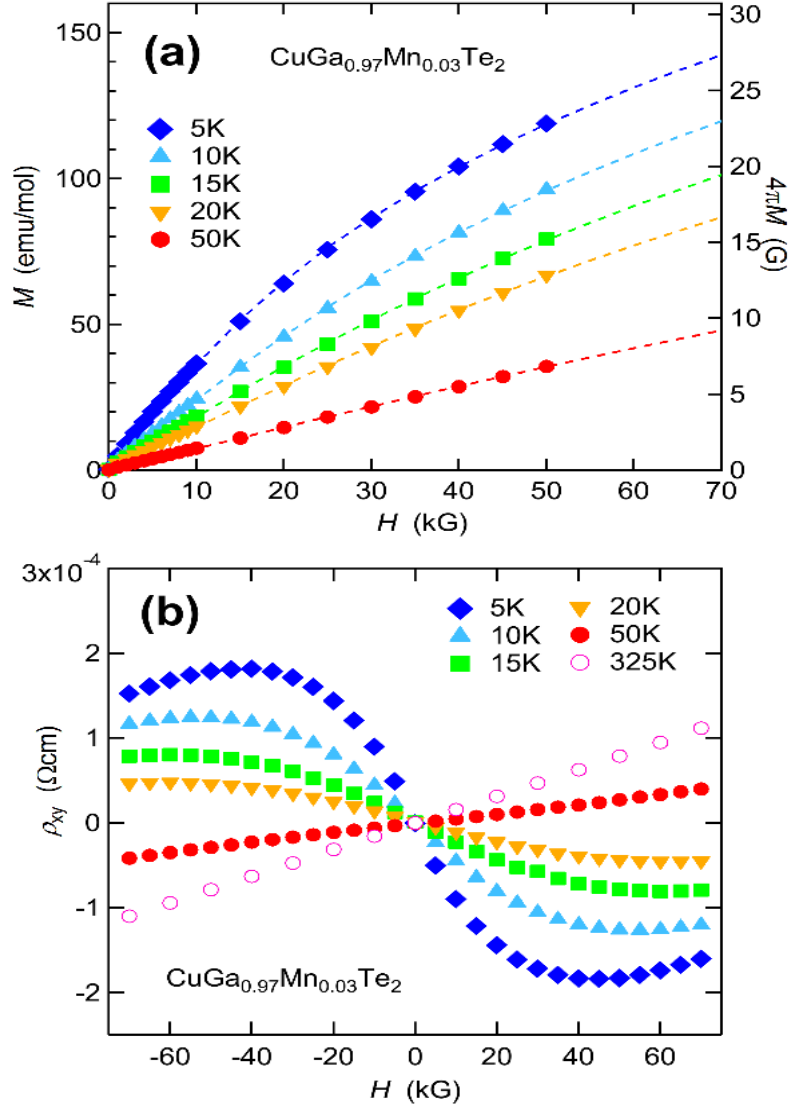 (a)
CuGa0.97Mn0.03Te2
5K
10K
15K
20K
50K
M (emu/mol)
4πM (G)
150
100
50
0
30
25
20
15
10
5
0
0 10 20 30 40 50 60 70
H (kG)
(b)
3x10-4
5K
10K
15K
20K
50K
325K
ρxy (Ωcm)
2
1
0
-1
-2
CuGa0.97Mn0.03Te2
-60 -40 -20 0 20 40 60
H (kG)